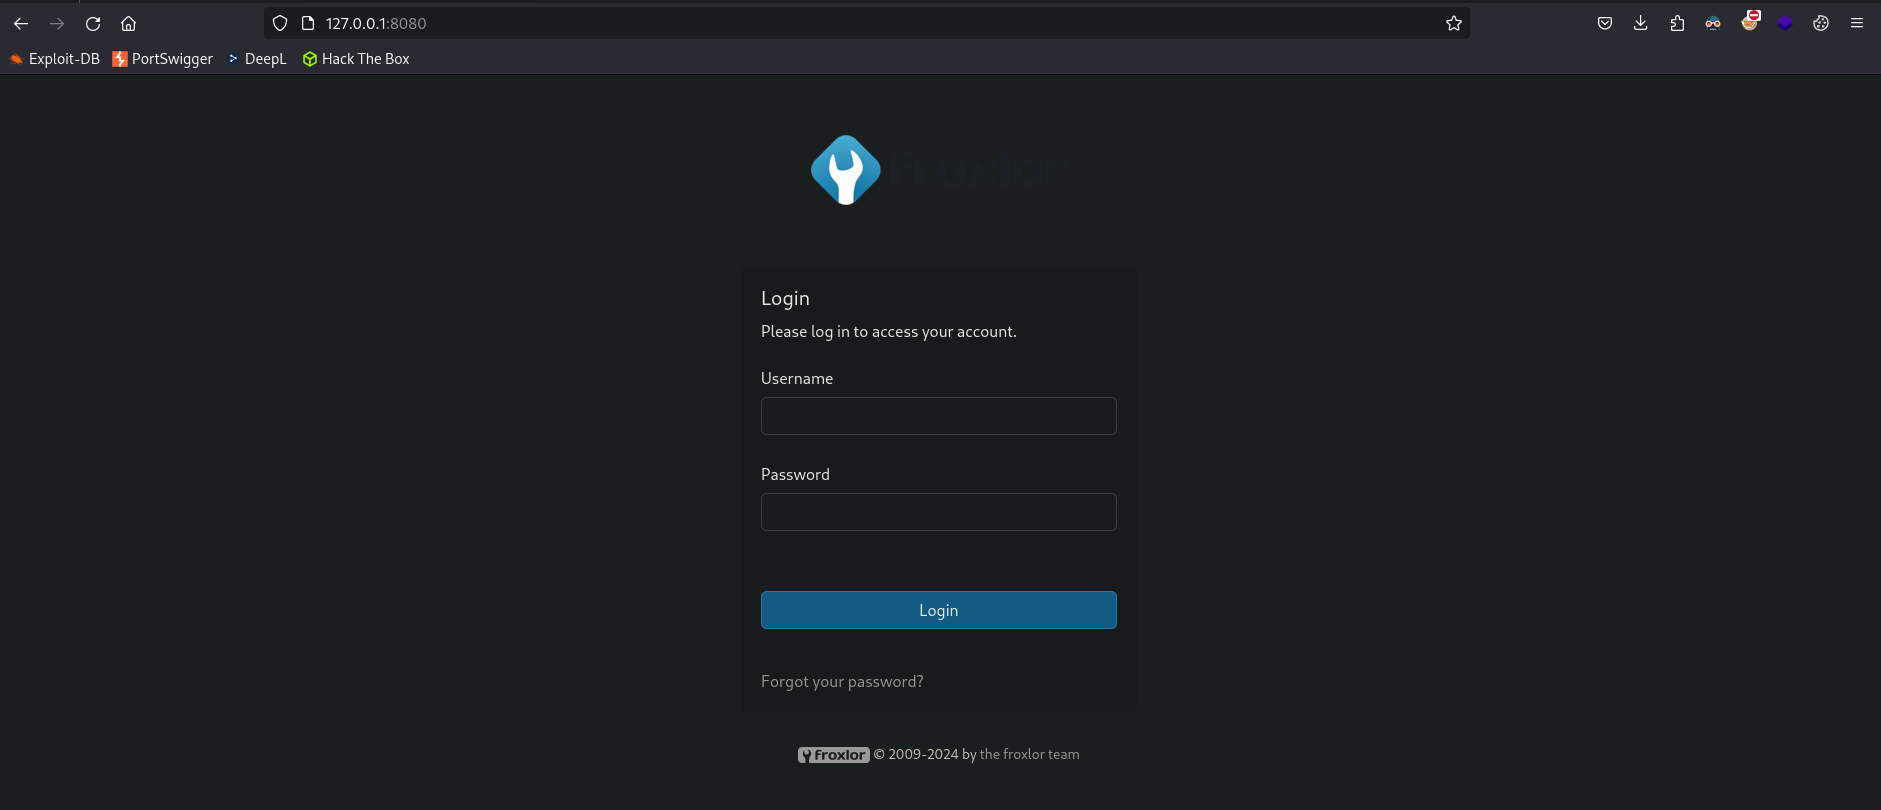 127.0.0.1:8080
Exploit-DB PortSwigger DeepL Hack The Box
froxlor
Login
Please log in to access your account.
Username
Password
Login
Forgot your password?
froxlor © 2009-2024 by the froxlor team